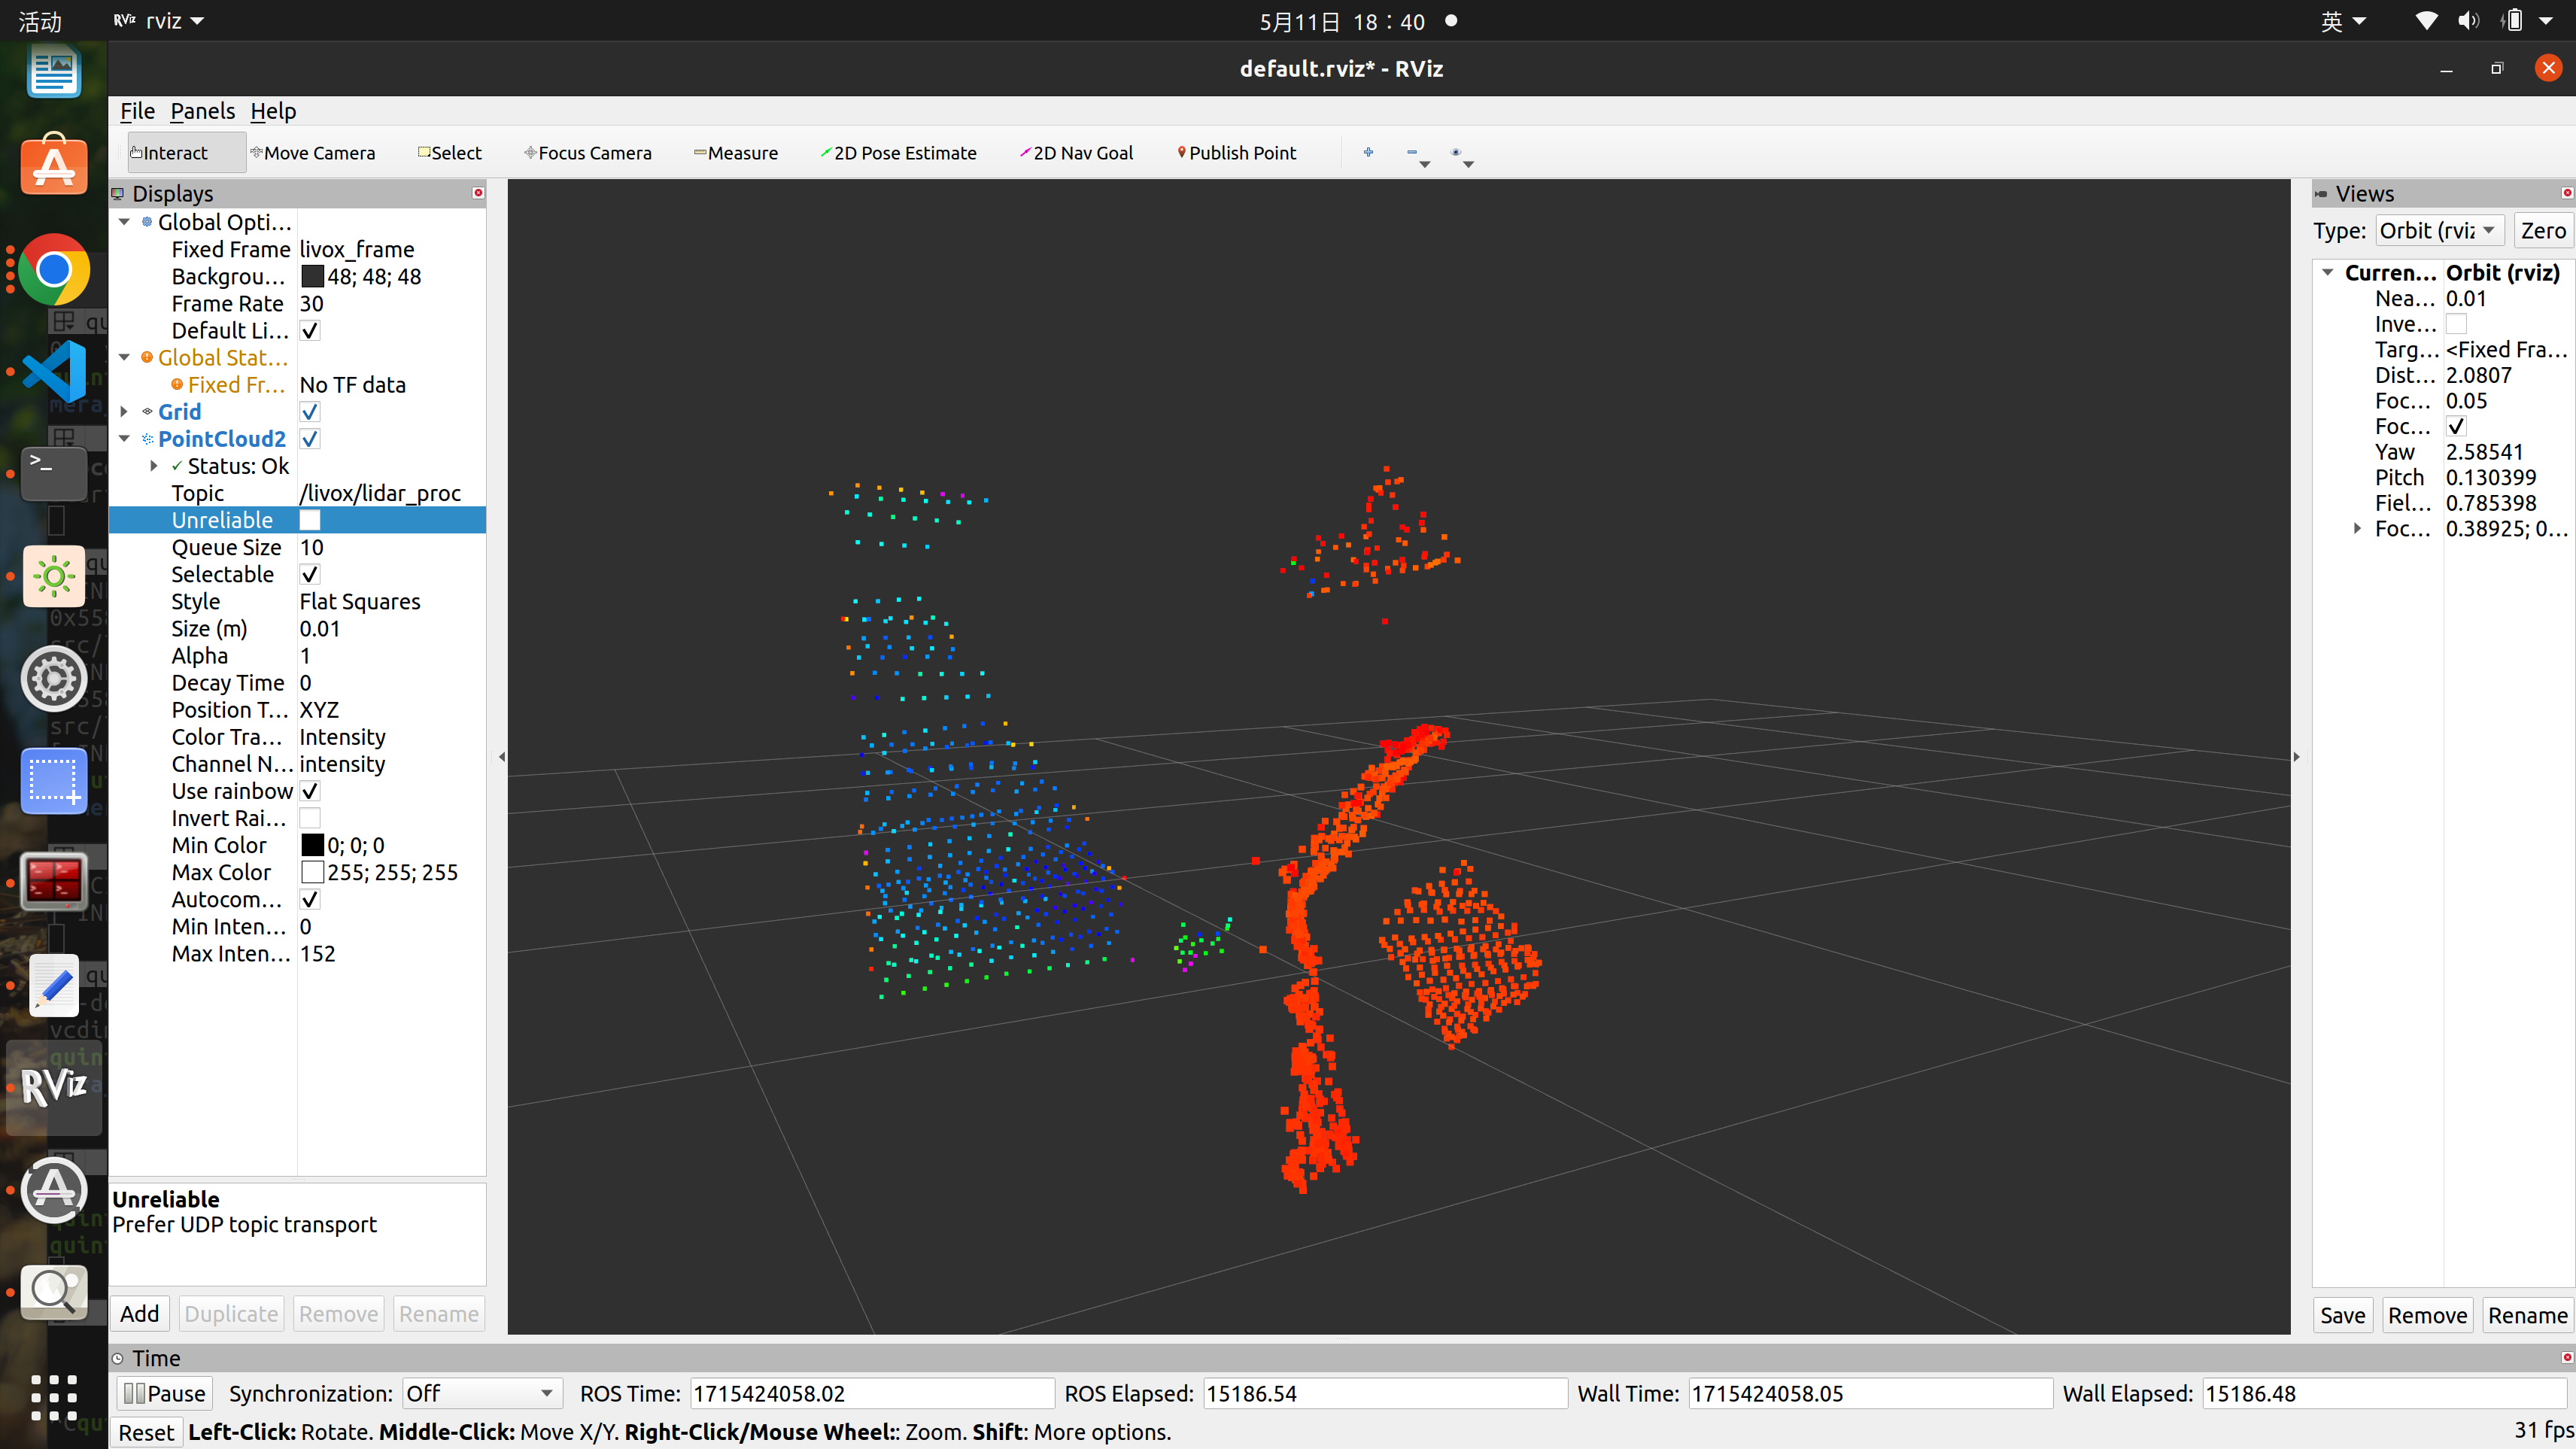 活动 RViz rviz 5月11日 18：40 英
default.rviz* - RViz
File Panels Help
Interact Move Camera Select Focus Camera Measure 2D Pose Estimate 2D Nav Goal Publish Point
Displays
Global Opti...
Fixed Frame livox_frame
Backgrou... 48; 48; 48
Frame Rate 30
Default Li...
Global Stat...
Fixed Fr... No TF data
Grid
PointCloud2
Status: Ok
Topic /livox/lidar_proc
Unreliable
Queue Size 10
Selectable
Style Flat Squares
Size (m) 0.01
Alpha 1
Decay Time 0
Position T... XYZ
Color Tra... Intensity
Channel N... intensity
Use rainbow
Invert Rai...
Min Color 0; 0; 0
Max Color 255; 255; 255
Autocom...
Min Inten... 0
Max Inten... 152
Unreliable
Prefer UDP topic transport
Add Duplicate Remove Rename
Views
Type: Orbit (rviz Zero
Curren... Orbit (rviz)
Nea... 0.01
Inve...
Targ... <Fixed Fra...
Dist... 2.0807
Foc... 0.05
Foc...
Yaw 2.58541
Pitch 0.130399
Fiel... 0.785398
Foc... 0.38925; 0...
Save Remove Rename
Time
Pause Synchronization: Off ROS Time: 1715424058.02 ROS Elapsed: 15186.54 Wall Time: 1715424058.05 Wall Elapsed: 15186.48
Reset Left-Click: Rotate. Middle-Click: Move X/Y. Right-Click/Mouse Wheel:: Zoom. Shift: More options. 31 fps
RViz